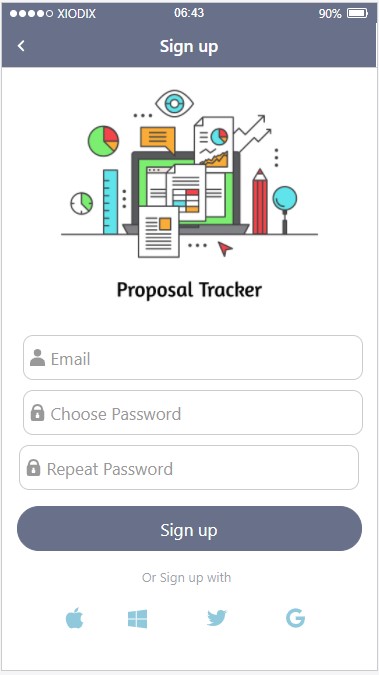 XIODIX 06:43 90%
Sign up
Proposal Tracker
Email
Choose Password
Repeat Password
Sign up
Or Sign up with